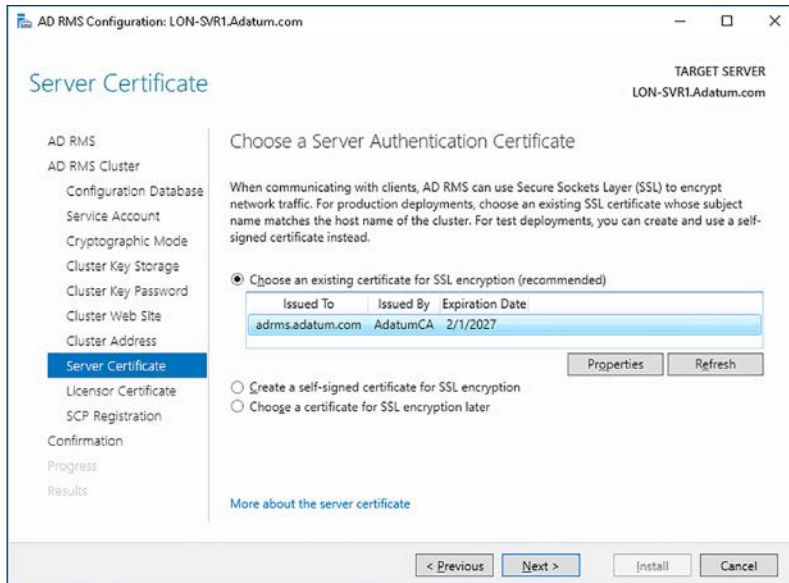 AD RMS Configuration: LON-SVR1.Adatum.com
Server Certificate
TARGET SERVER
LON-SVR1.Adatum.com
AD RMS
AD RMS Cluster
Configuration Database
Service Account
Cryptographic Mode
Cluster Key Storage
Cluster Key Password
Cluster Web Site
Cluster Address
Server Certificate
Licensor Certificate
SCP Registration
Confirmation
Progress
Results
Choose a Server Authentication Certificate
When communicating with clients, AD RMS can use Secure Sockets Layer (SSL) to encrypt
network traffic. For production deployments, choose an existing SSL certificate whose subject
name matches the host name of the cluster. For test deployments, you can create and use a self-
signed certificate instead.
Choose an existing certificate for SSL encryption (recommended)
Issued To Issued By Expiration Date
adrms.adatum.com AdatumCA 2/1/2027
Properties Refresh
Create a self-signed certificate for SSL encryption
Choose a certificate for SSL encryption later
More about the server certificate
< Previous Next > Install Cancel